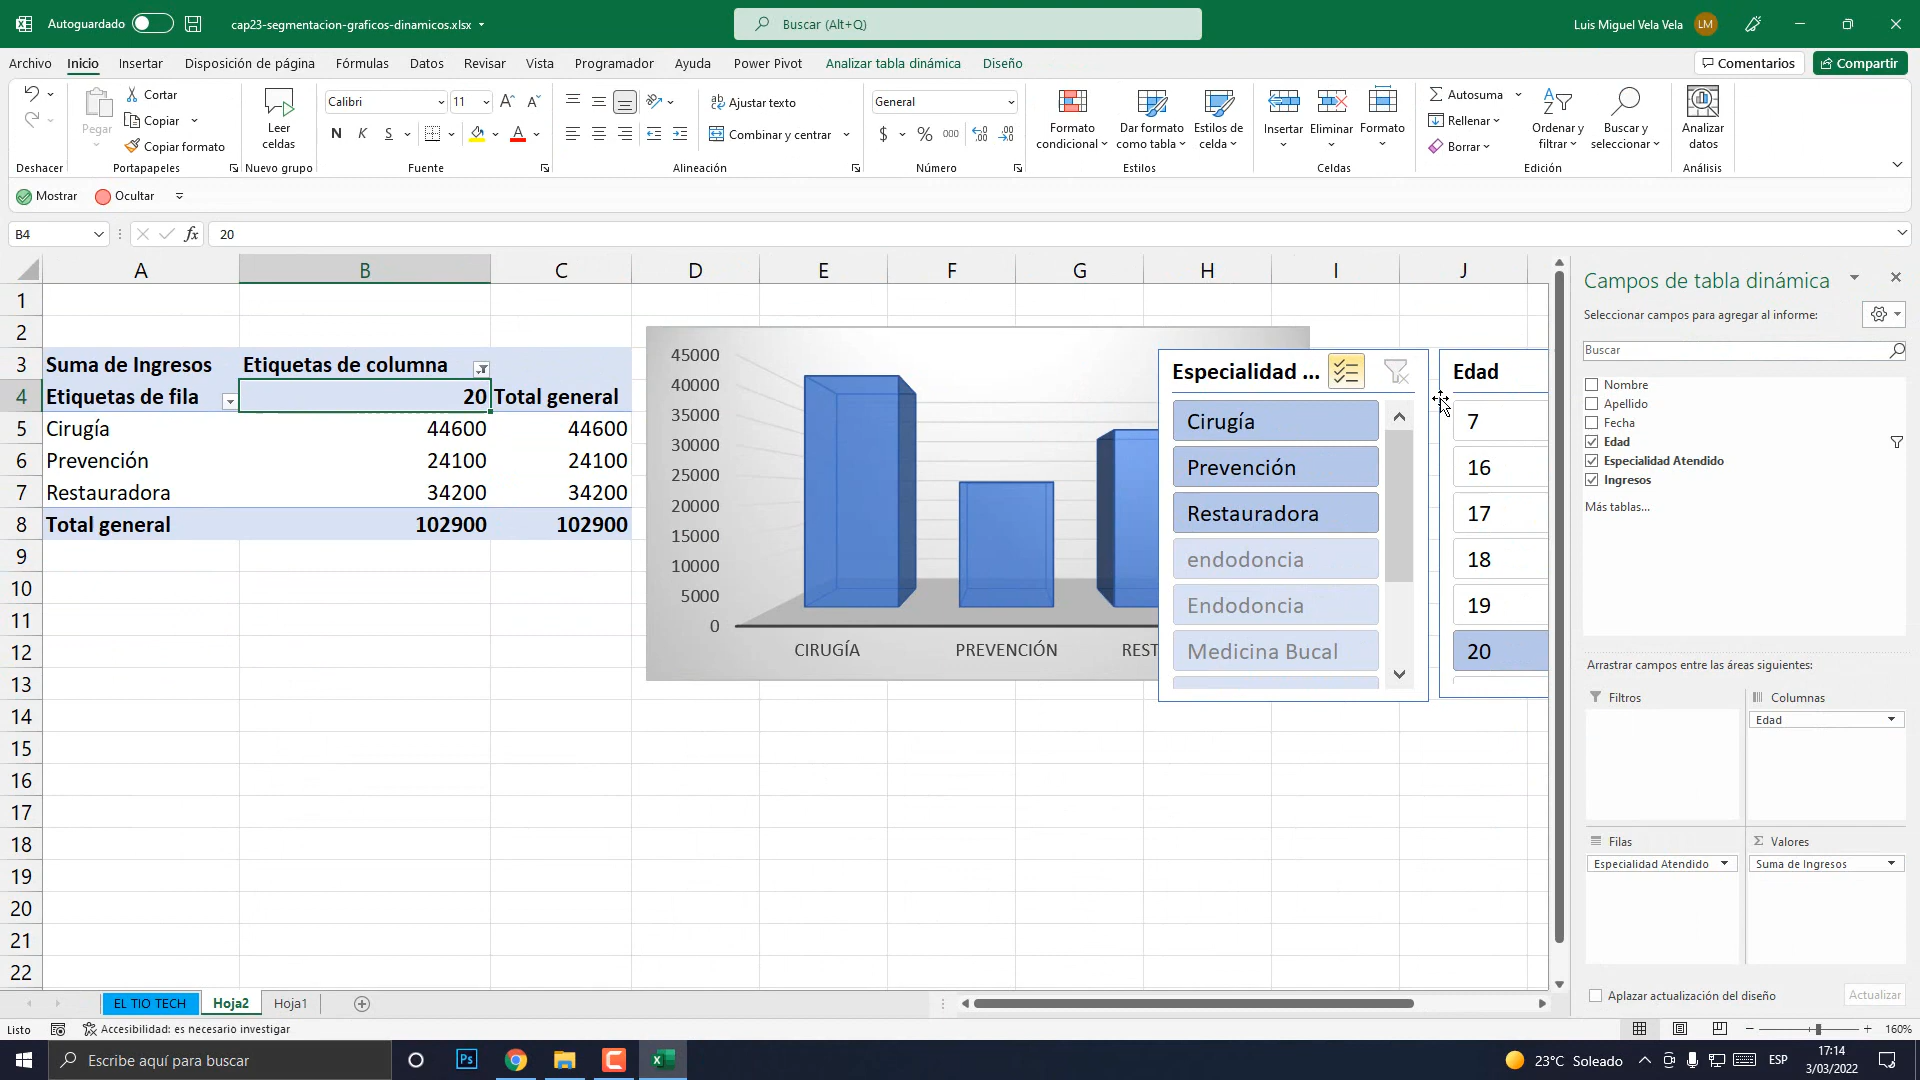 Autoguardado
cap23-segmentacion-graficos-dinamicos.xlsx
Buscar (Alt+Q)
Luis Miguel Vela Vela
LM
Archivo Inicio Insertar Disposición de página Fórmulas Datos Revisar Vista Programador Ayuda Power Pivot Analizar tabla dinámica Diseño
Comentarios
Compartir
Deshacer
Pegar
Cortar
Copiar
Copiar formato
Portapapeles
Leer celdas
Nuevo grupo
Calibri 11
N K S
Fuente
Ajustar texto
Combinar y centrar
Alineación
General
$ % 000
Número
Formato condicional
Dar formato como tabla
Estilos de celda
Estilos
Insertar Eliminar Formato
Celdas
Autosuma
Rellenar
Borrar
Ordenar y filtrar
Buscar y seleccionar
Edición
Analizar datos
Análisis
Mostrar Ocultar
B4 fx 20
A B C D E F G H I J
1
2
3 Suma de Ingresos Etiquetas de columna
4 Etiquetas de fila 20 Total general
5 Cirugía 44600 44600
6 Prevención 24100 24100
7 Restauradora 34200 34200
8 Total general 102900 102900
9
10
11
12
13
14
15
16
17
18
19
20
21
22
45000
40000
35000
30000
25000
20000
15000
10000
5000
0
CIRUGÍA PREVENCIÓN REST
Especialidad ...
Cirugía
Prevención
Restauradora
endodoncia
Endodoncia
Medicina Bucal
Edad
7
16
17
18
19
20
Campos de tabla dinámica
Seleccionar campos para agregar al informe:
Buscar
Nombre
Apellido
Fecha
Edad
Especialidad Atendido
Ingresos
Más tablas...
Arrastrar campos entre las áreas siguientes:
Filtros
Columnas
Edad
Filas
Especialidad Atendido
Valores
Suma de Ingresos
Aplazar actualización del diseño
Actualizar
EL TIO TECH Hoja2 Hoja1
Listo Accesibilidad: es necesario investigar
160%
Escribe aquí para buscar
Ps
23°C Soleado
ESP
17:14
3/03/2022